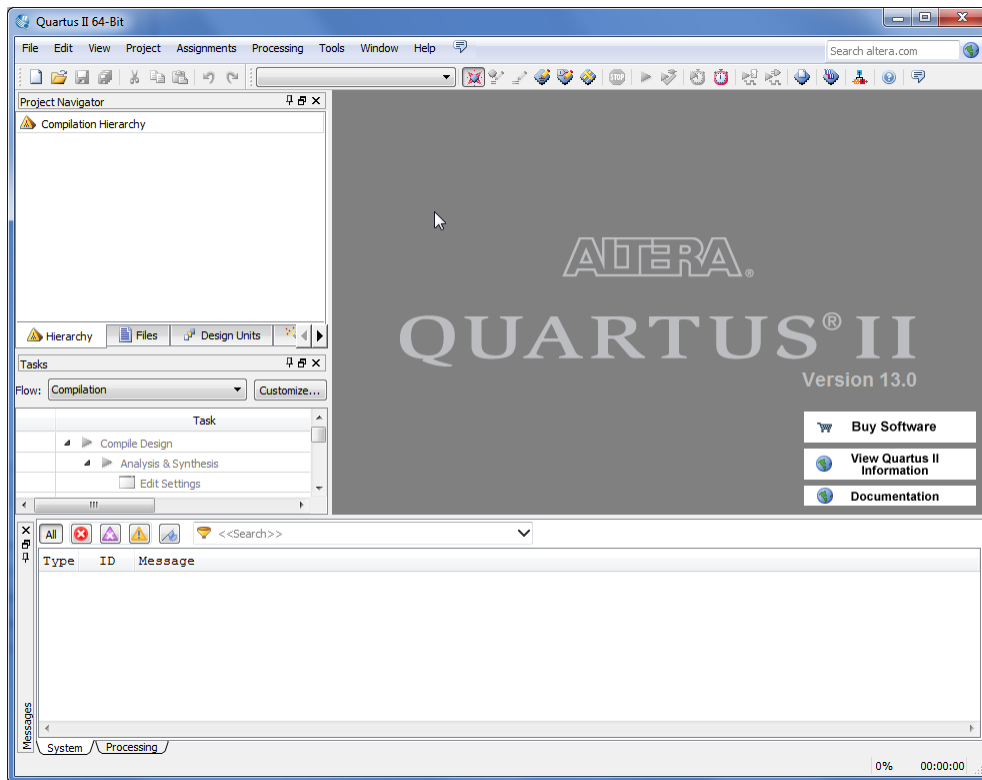 Quartus II 64-Bit
File Edit View Project Assignments Processing Tools Window Help
Search altera.com
STOP
Project Navigator
Compilation Hierarchy
Hierarchy Files Design Units
Tasks
Flow: Compilation Customize...
Task
Compile Design
Analysis & Synthesis
Edit Settings
ALTERA®
QUARTUS® II
Version 13.0
Buy Software
View Quartus II
Information
Documentation
All <<Search>>
Type ID Message
Messages
System Processing
0% 00:00:00